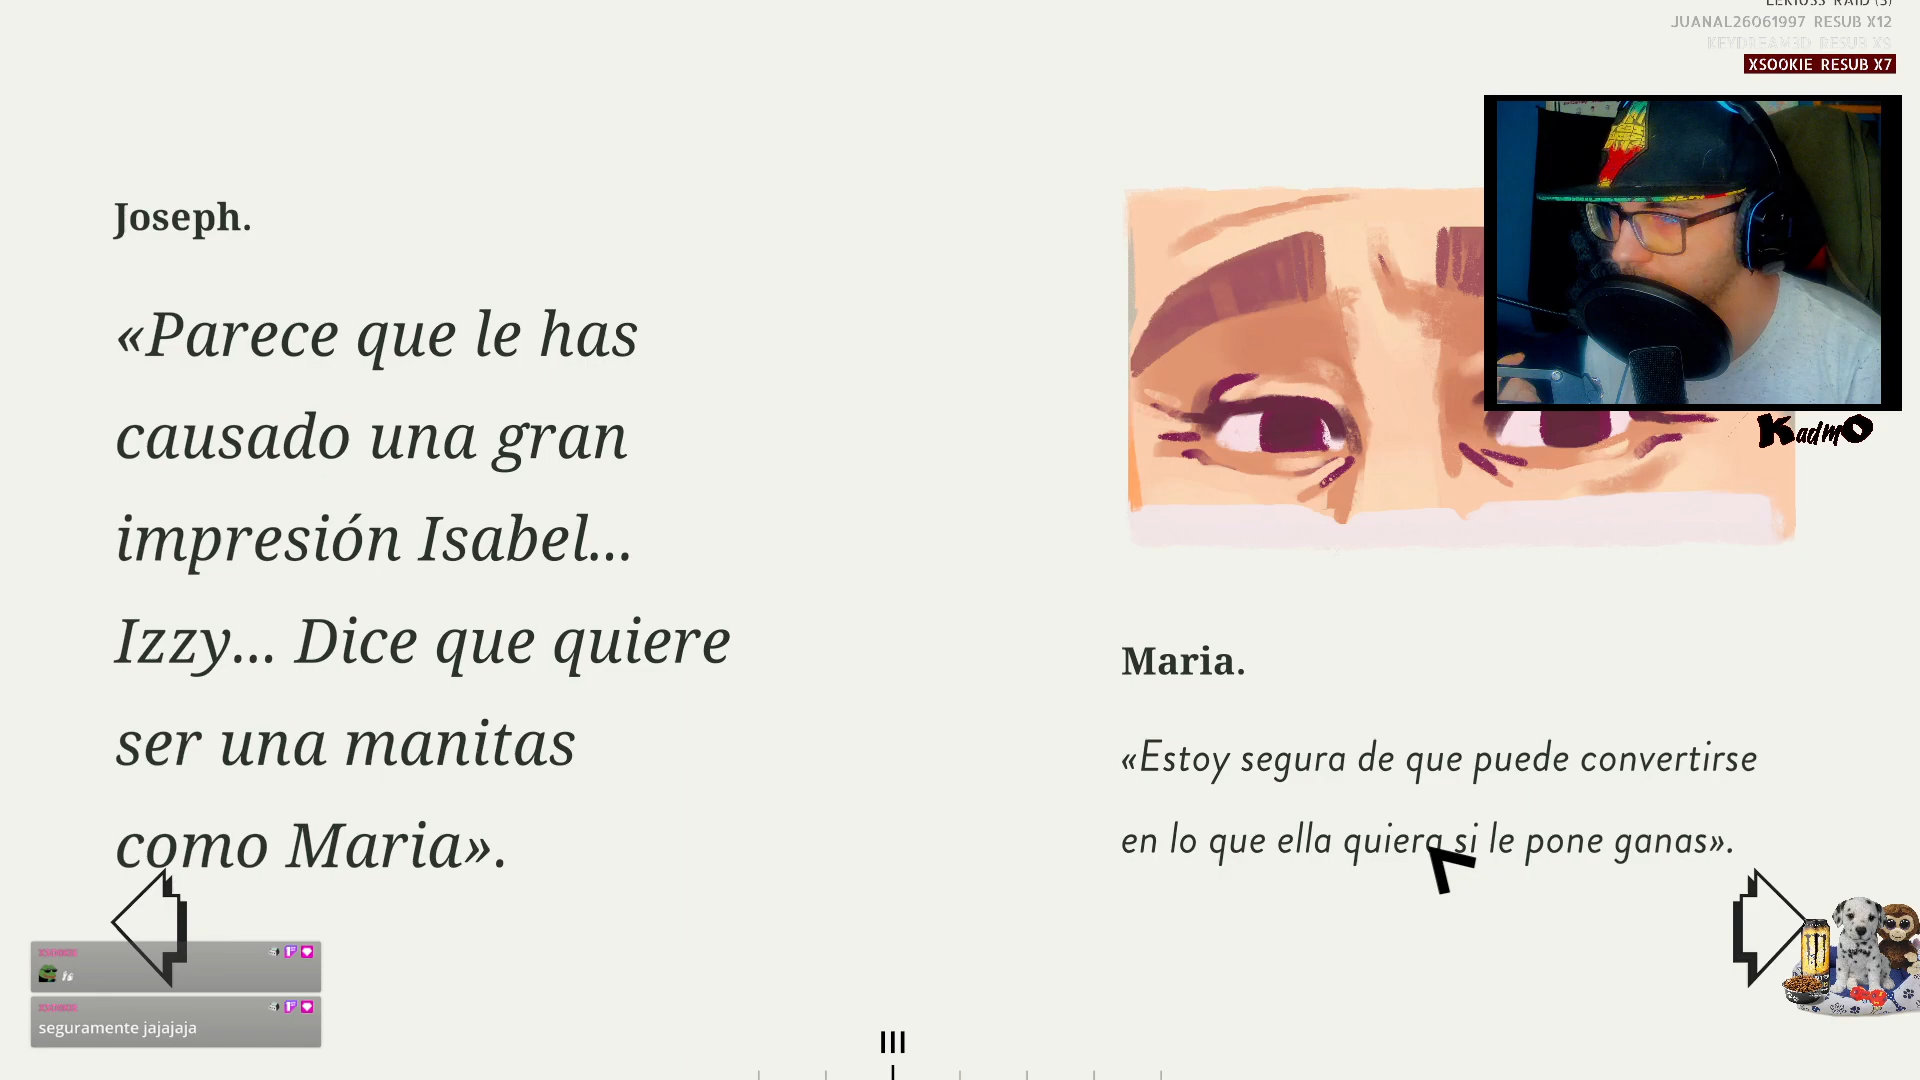 JUANAL26061997 RESUB X12
XSOOKIE RESUB X7
KadmO
Joseph.
«Parece que le has
causado una gran
impresión Isabel...
Izzy... Dice que quiere
ser una manitas
como Maria».
Maria.
«Estoy segura de que puede convertirse
en lo que ella quiera si le pone ganas».
seguramente jajajaja
III